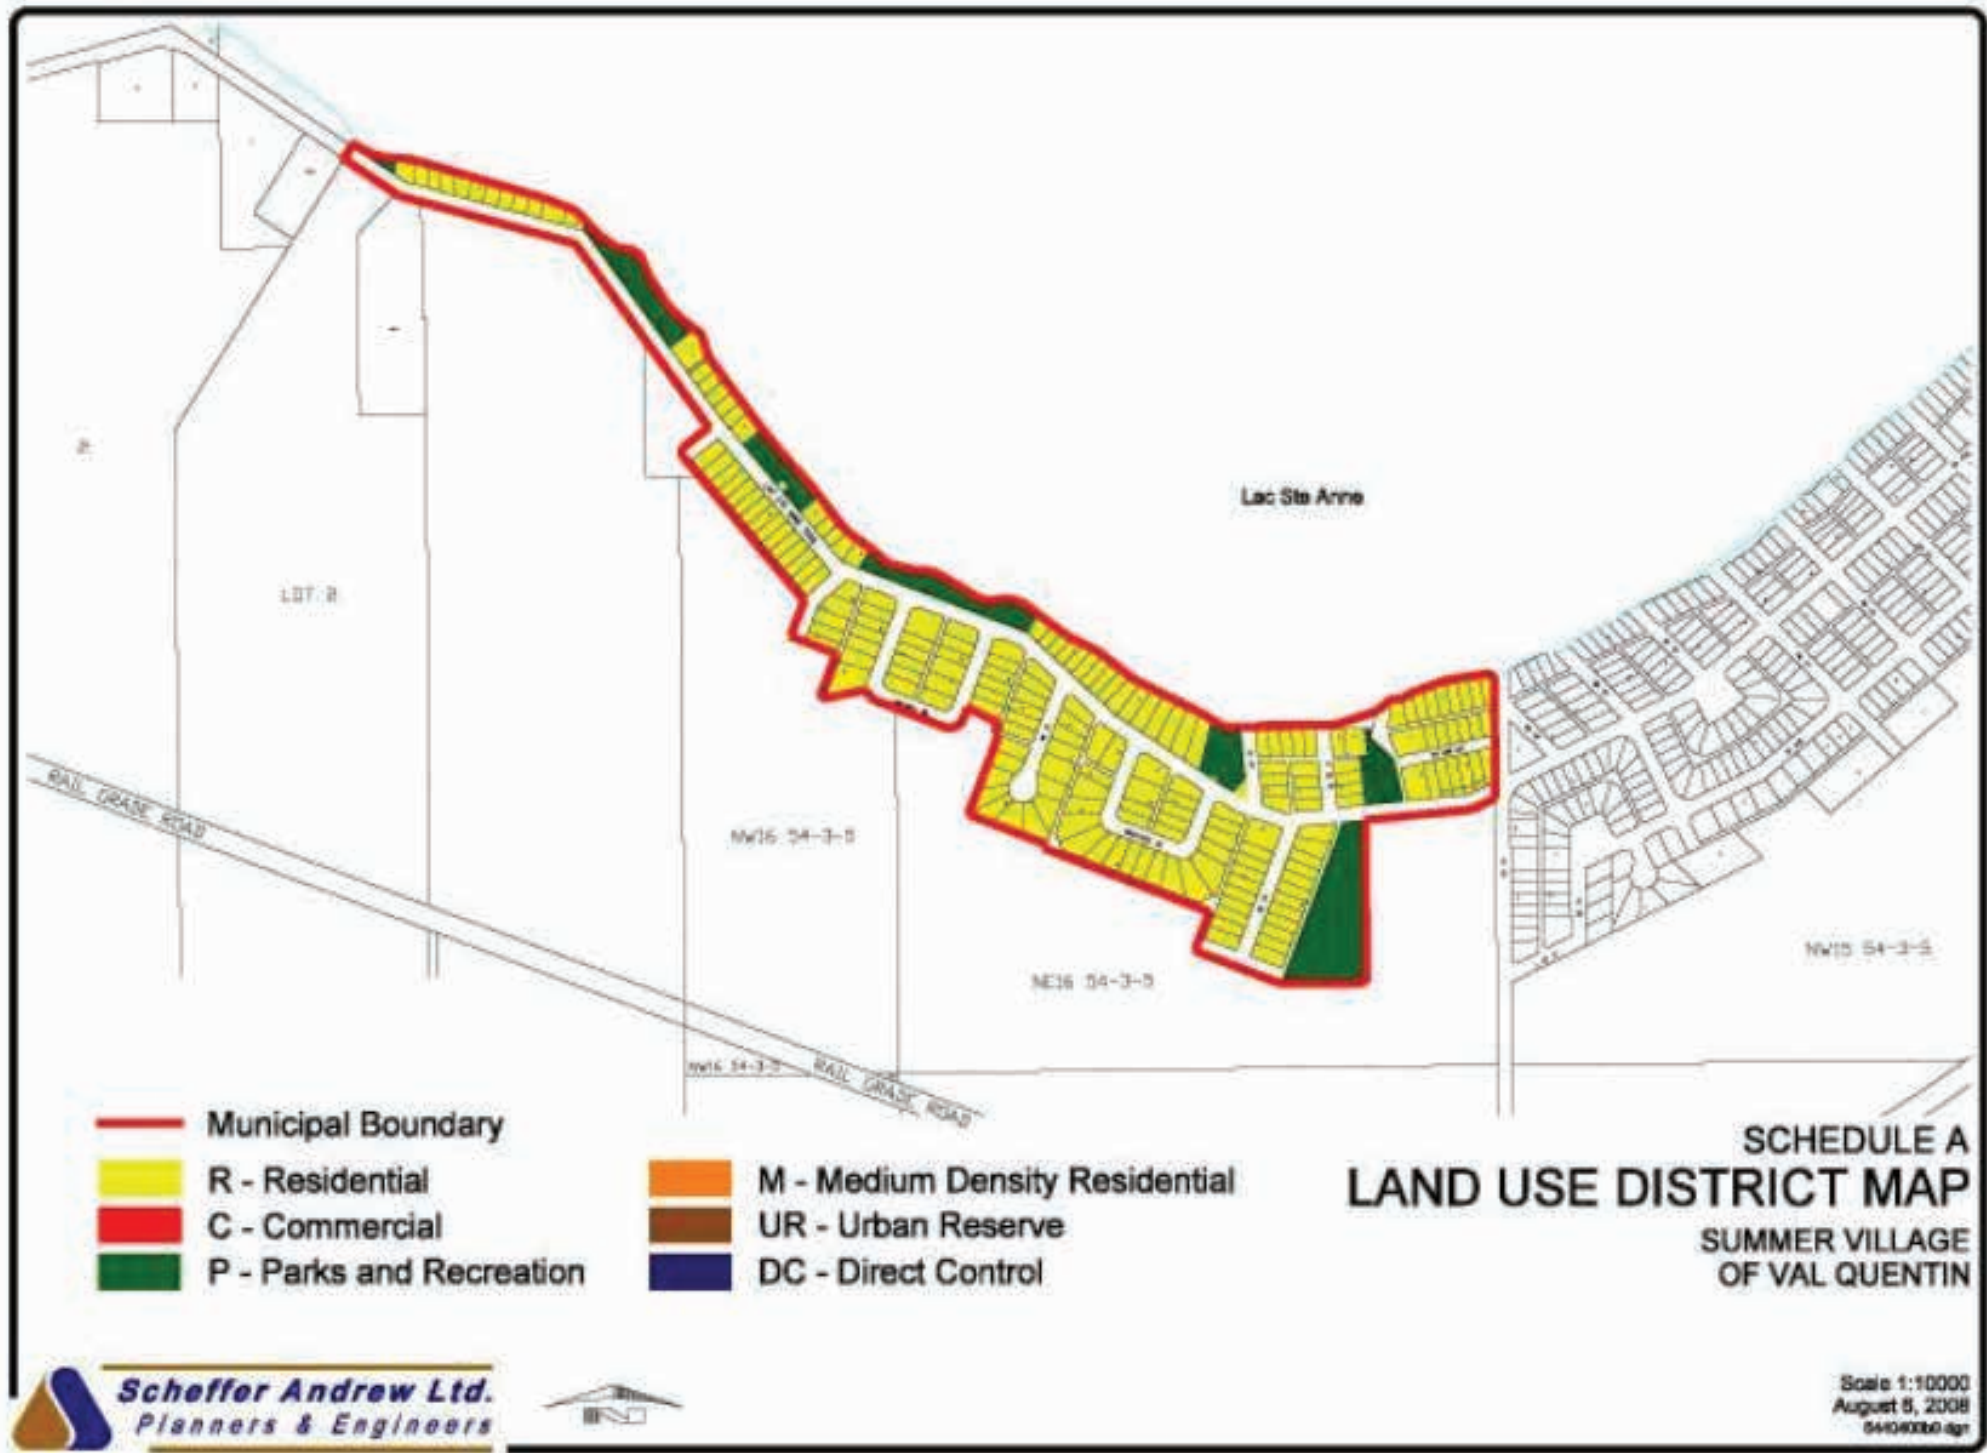 Lac Ste Anne
LOT 2
RAIL GRADE ROAD
NW16 54-3-5
NE16 54-3-5
NW15 54-3-5
NW16 54-3-5
RAIL GRADE ROAD
Municipal Boundary
R - Residential
C - Commercial
P - Parks and Recreation
M - Medium Density Residential
UR - Urban Reserve
DC - Direct Control
SCHEDULE A
LAND USE DISTRICT MAP
SUMMER VILLAGE
OF VAL QUENTIN
Scheffer Andrew Ltd.
Planners & Engineers
Scale 1:10000
August 6, 2008